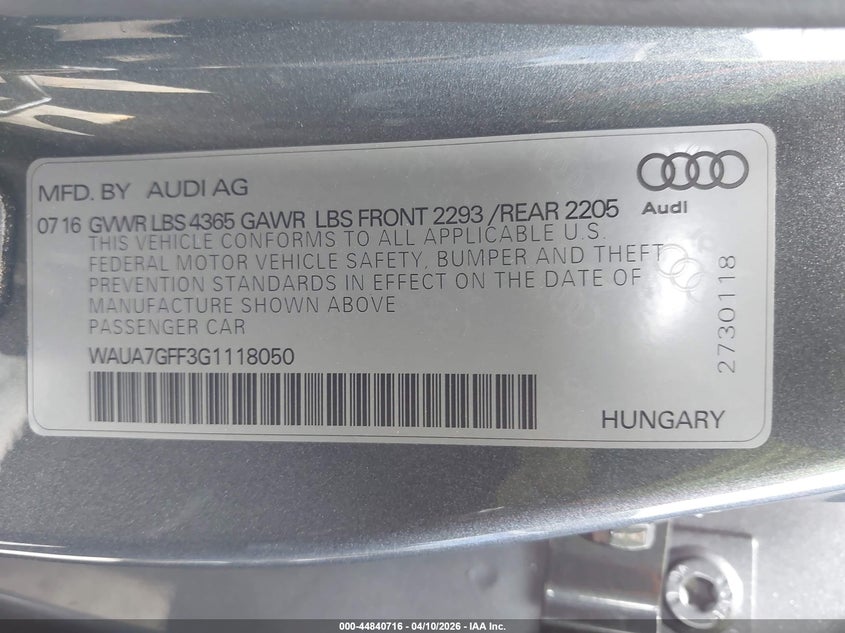 MFD. BY AUDI AG
Audi
07 16 GVWR LBS 4365 GAWR LBS FRONT 2293 /REAR 2205
THIS VEHICLE CONFORMS TO ALL APPLICABLE U.S.
FEDERAL MOTOR VEHICLE SAFETY, BUMPER AND THEFT
PREVENTION STANDARDS IN EFFECT ON THE DATE OF
MANUFACTURE SHOWN ABOVE
PASSENGER CAR
WAUA7GFF3G1118050
2730118
HUNGARY
000-44840716 - 04/10/2026 - IAA Inc.